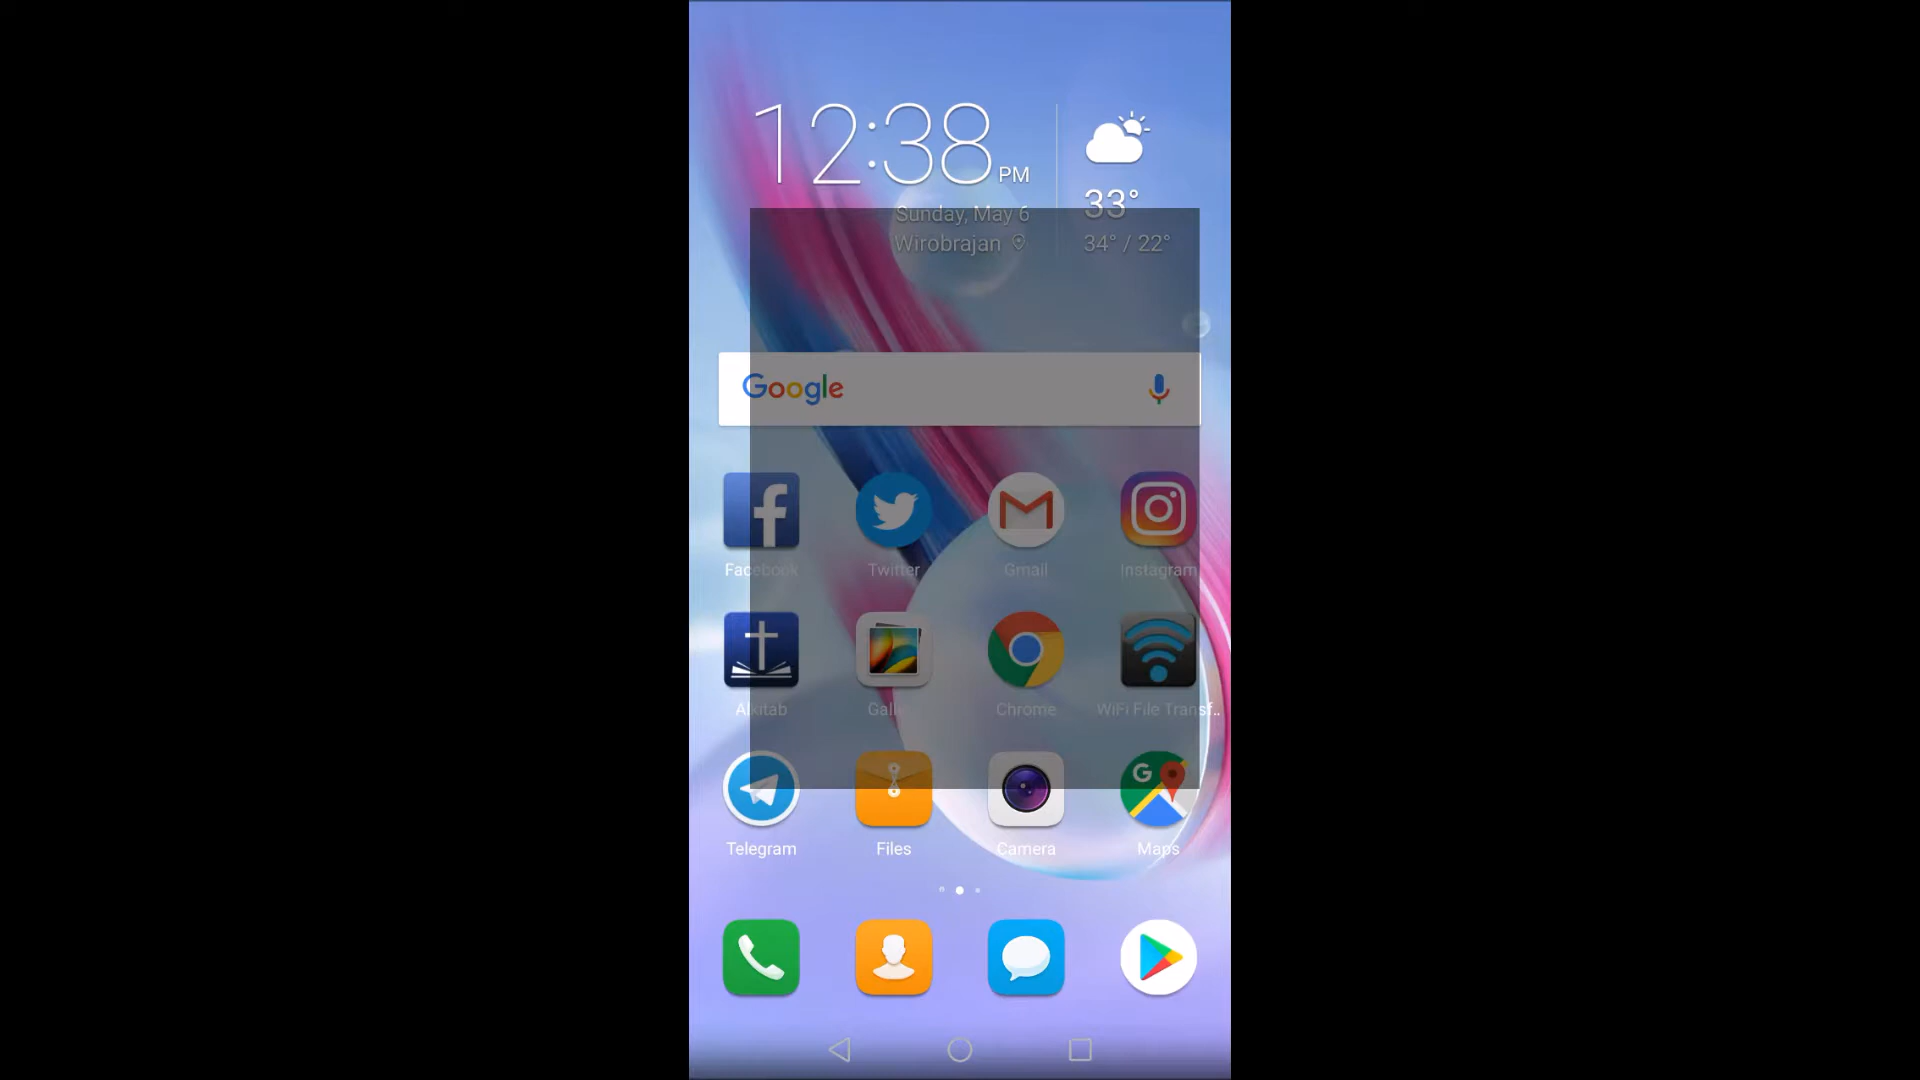 12:38 PM
33°
Sunday, May 6
Wirobrajan
34° / 22°
Google
Facebook
Twitter
Gmail
Instagram
Alkitab
Gallery
Chrome
WiFi File Transf..
G
Telegram
Files
Camera
Maps